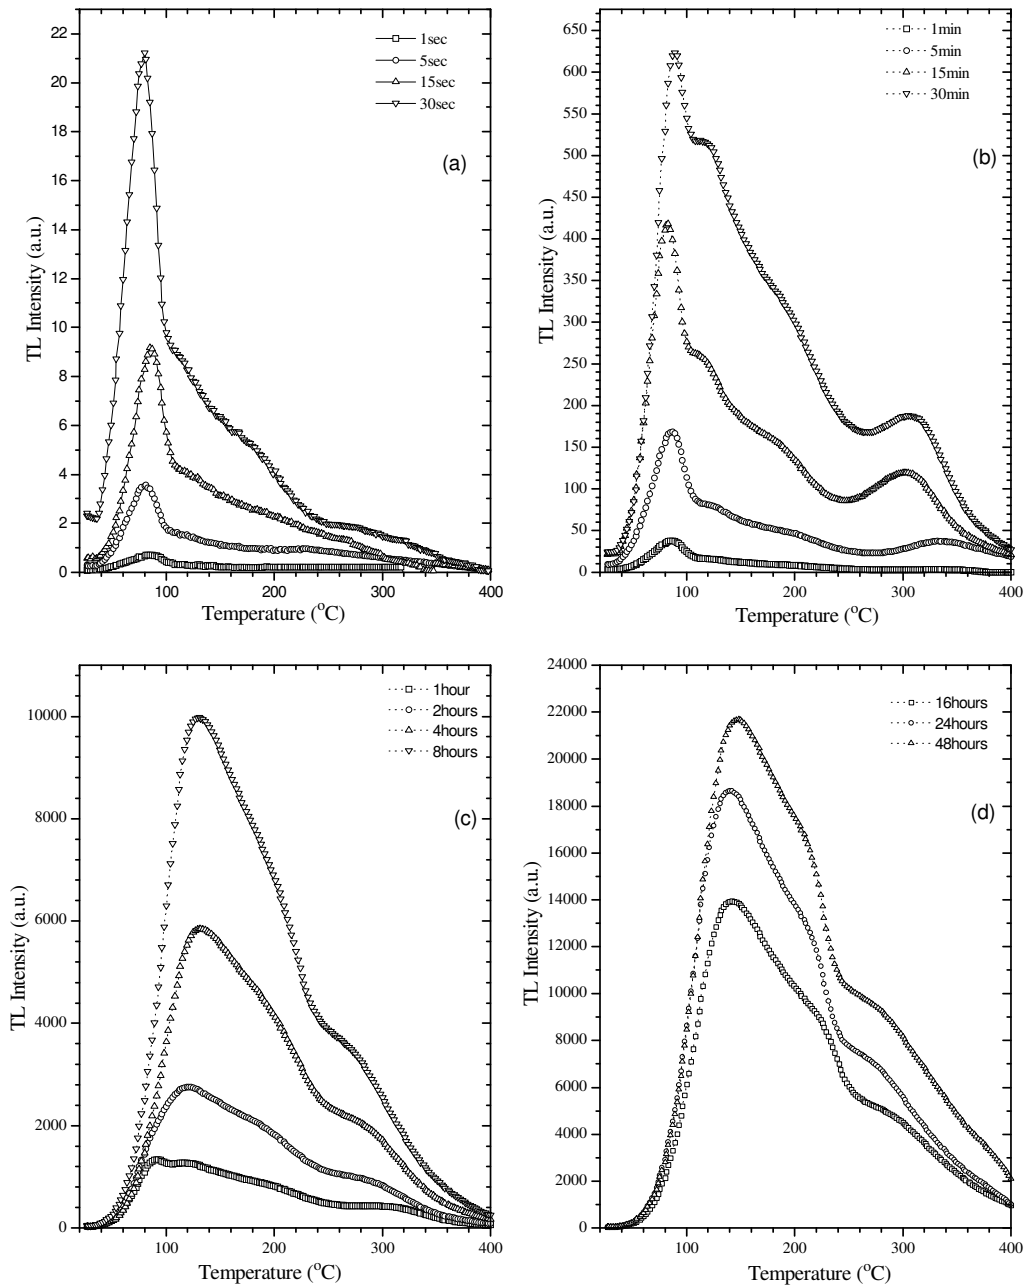 22
20
18
16
14
12
10
8
6
4
2
0
TL Intensity (a.u.)
1sec
5sec
15sec
30sec
(a)
100 200 300 400
Temperature (°C)
650
600
550
500
450
400
350
300
250
200
150
100
50
0
TL Intensity (a.u.)
1min
5min
15min
30min
(b)
100 200 300 400
Temperature (°C)
10000
8000
6000
4000
2000
0
TL Intensity (a.u.)
1hour
2hours
4hours
8hours
(c)
100 200 300 400
Temperature (°C)
24000
22000
20000
18000
16000
14000
12000
10000
8000
6000
4000
2000
0
TL Intensity (a.u.)
16hours
24hours
48hours
(d)
100 200 300 400
Temperature (°C)